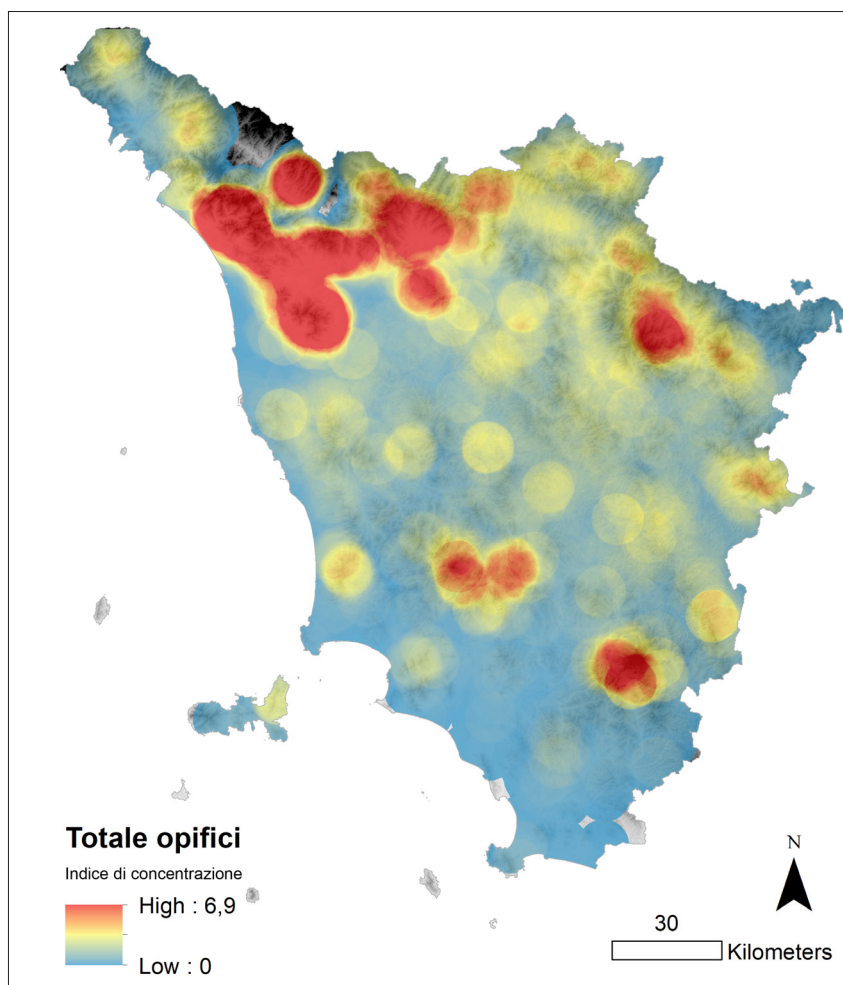 Totale opifici
Indice di concentrazione
High : 6,9
Low : 0
N
30
Kilometers